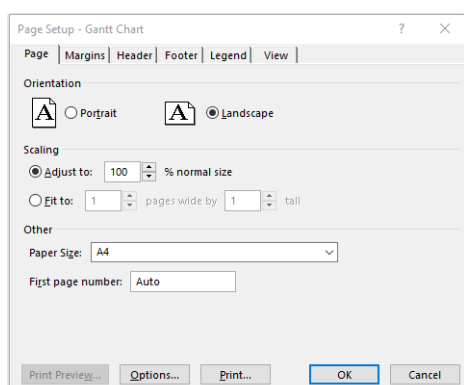 Page Setup - Gantt Chart ? ×
Page Margins Header Footer Legend View
Orientation
A Portrait A Landscape
Scaling
Adjust to: 100 % normal size
Fit to: 1 pages wide by 1 tall
Other
Paper Size: A4
First page number: Auto
Print Preview... Options... Print... OK Cancel